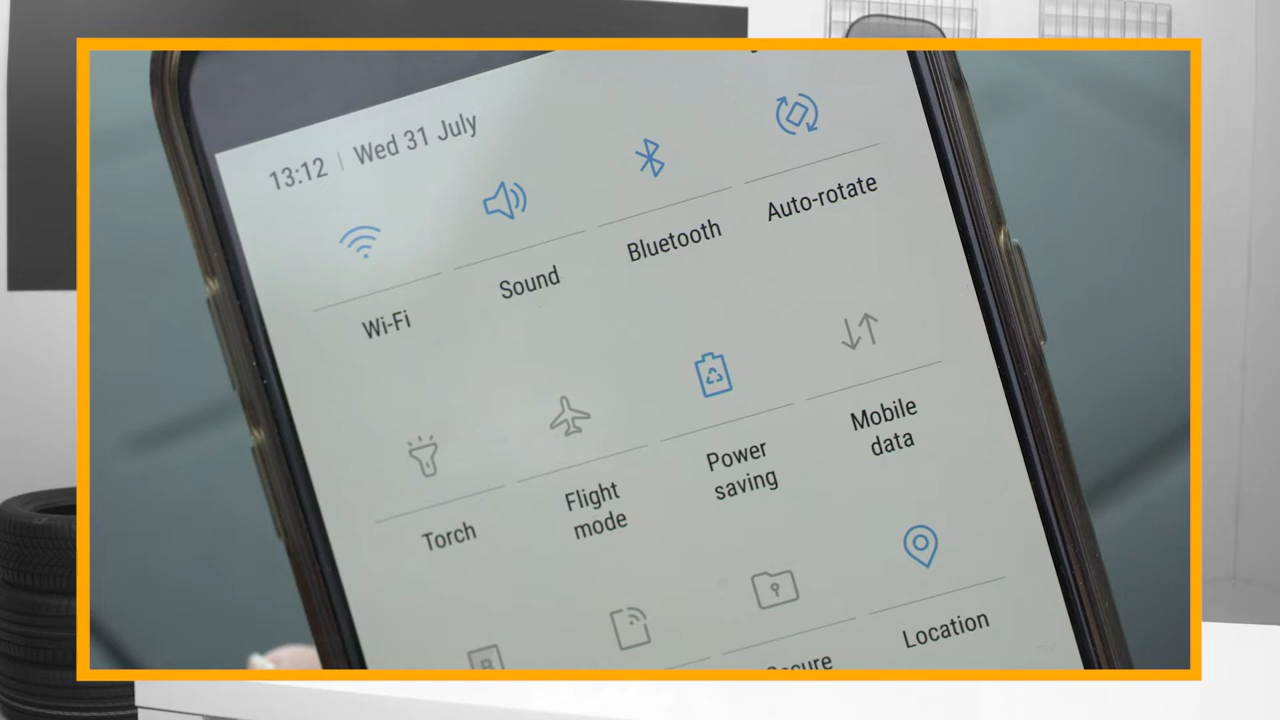 13:12 | Wed 31 July
Wi-Fi
Sound
Bluetooth
Auto-rotate
Torch
Flight
mode
Power
saving
Mobile
data
Secure
Location